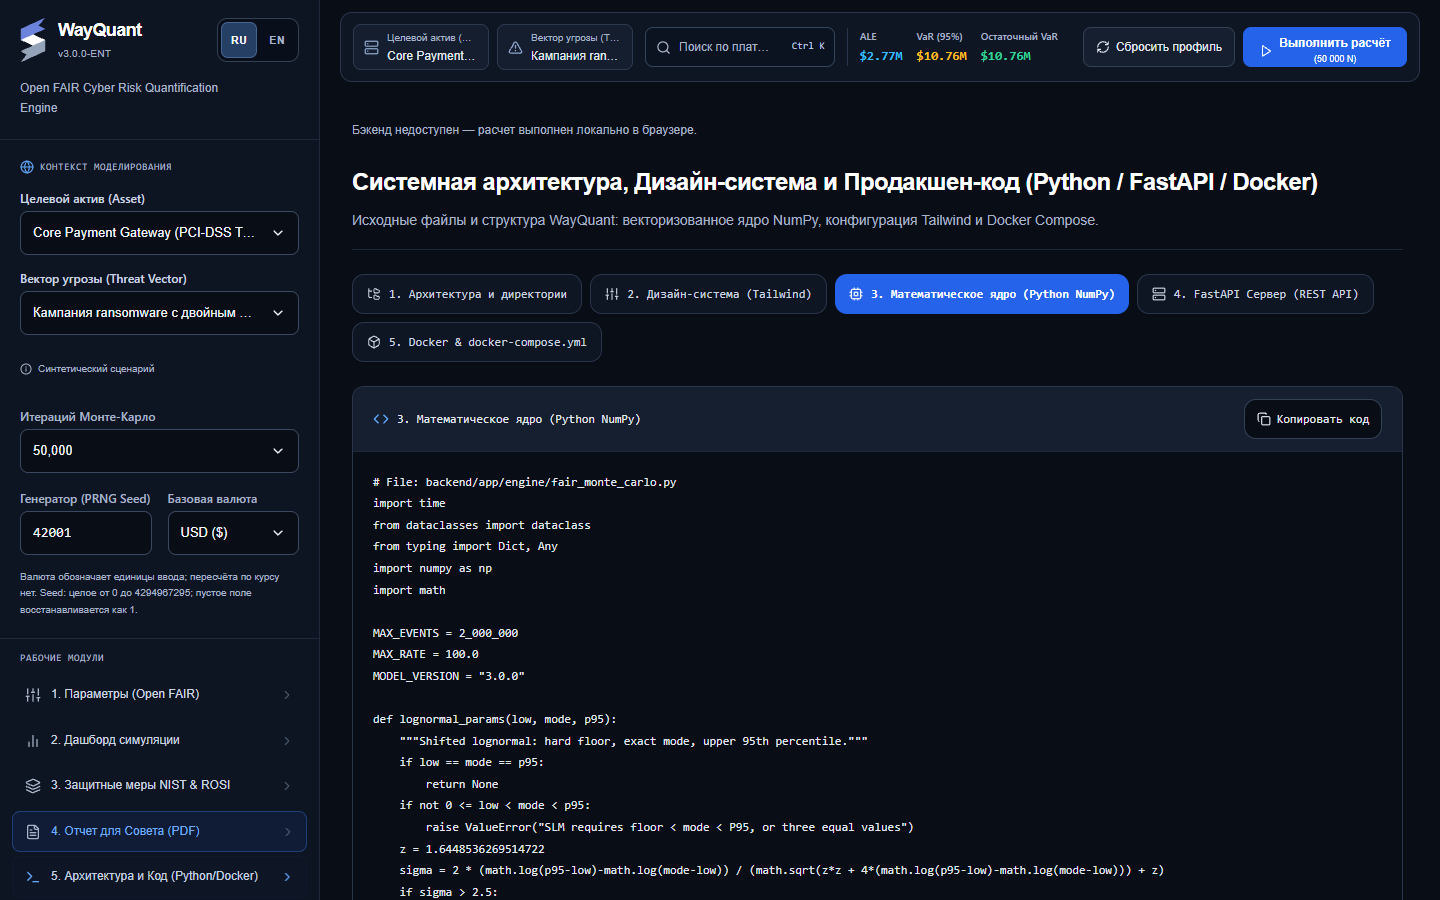 WayQuant
v3.0.0-ENT
RU
EN
Open FAIR Cyber Risk Quantification
Engine
КОНТЕКСТ МОДЕЛИРОВАНИЯ
Целевой актив (Asset)
Core Payment Gateway (PCI-DSS T...
Вектор угрозы (Threat Vector)
Кампания ransomware с двойным ...
Синтетический сценарий
Итераций Монте-Карло
50,000
Генератор (PRNG Seed)
Базовая валюта
42001
USD ($)
Валюта обозначает единицы ввода; пересчёта по курсу
нет. Seed: целое от 0 до 4294967295; пустое поле
восстанавливается как 1.
РАБОЧИЕ МОДУЛИ
1. Параметры (Open FAIR)
2. Дашборд симуляции
3. Защитные меры NIST & ROSI
4. Отчет для Совета (PDF)
5. Архитектура и Код (Python/Docker)
Целевой актив (...
Core Payment...
Вектор угрозы (Т...
Кампания ran...
Поиск по плат...
Ctrl K
ALE
$2.77M
VaR (95%)
$10.76M
Остаточный VaR
$10.76M
Сбросить профиль
Выполнить расчёт
(50 000 N)
Бэкенд недоступен — расчет выполнен локально в браузере.
Системная архитектура, Дизайн-система и Продакшен-код (Python / FastAPI / Docker)
Исходные файлы и структура WayQuant: векторизованное ядро NumPy, конфигурация Tailwind и Docker Compose.
1. Архитектура и директории
2. Дизайн-система (Tailwind)
3. Математическое ядро (Python NumPy)
4. FastAPI Сервер (REST API)
5. Docker & docker-compose.yml
3. Математическое ядро (Python NumPy)
Копировать код
# File: backend/app/engine/fair_monte_carlo.py
import time
from dataclasses import dataclass
from typing import Dict, Any
import numpy as np
import math
MAX_EVENTS = 2_000_000
MAX_RATE = 100.0
MODEL_VERSION = "3.0.0"
def lognormal_params(low, mode, p95):
"""Shifted lognormal: hard floor, exact mode, upper 95th percentile."""
if low == mode == p95:
return None
if not 0 <= low < mode < p95:
raise ValueError("SLM requires floor < mode < P95, or three equal values")
z = 1.6448536269514722
sigma = 2 * (math.log(p95-low)-math.log(mode-low)) / (math.sqrt(z*z + 4*(math.log(p95-low)-math.log(mode-low))) + z)
if sigma > 2.5: